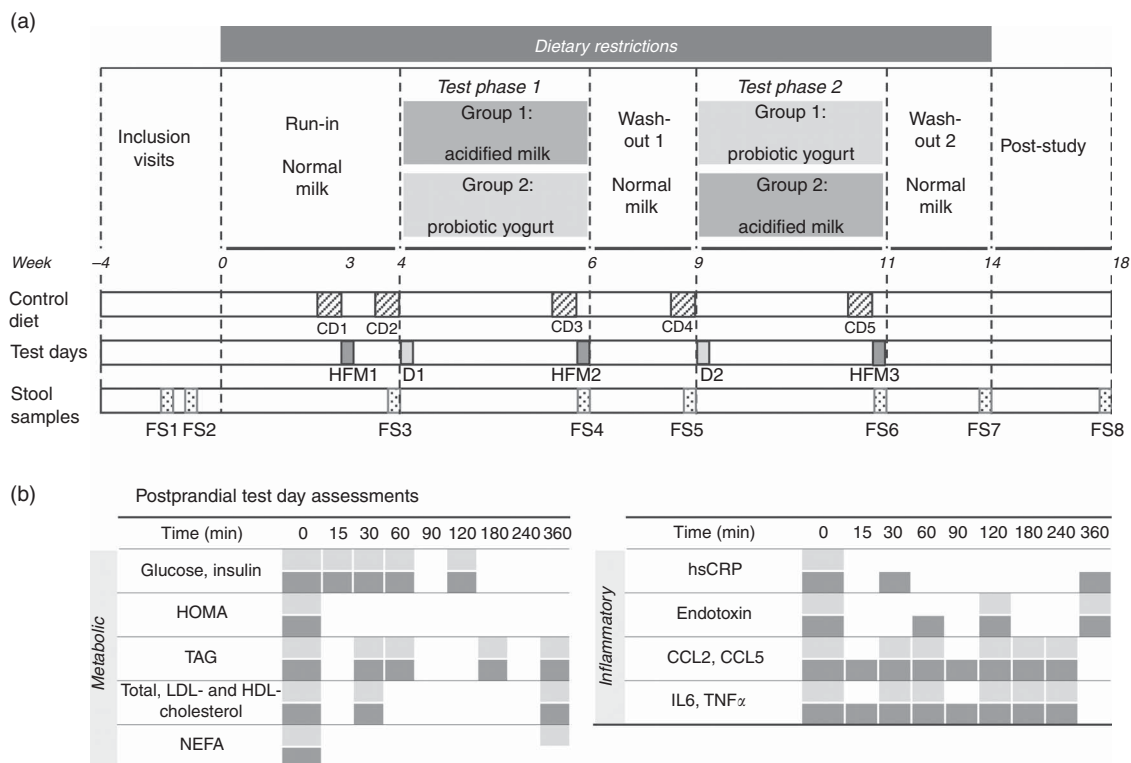 (a)
Dietary restrictions
Inclusion
visits
Run-in
Normal
milk
Test phase 1
Group 1:
acidified milk
Group 2:
probiotic yogurt
Wash-
out 1
Normal
milk
Test phase 2
Group 1:
probiotic yogurt
Group 2:
acidified milk
Wash-
out 2
Normal
milk
Post-study
Week –4 0 3 4 6 9 11 14 18
Control
diet
CD1 CD2 CD3 CD4 CD5
Test days
HFM1 D1 HFM2 D2 HFM3
Stool
samples
FS1 FS2 FS3 FS4 FS5 FS6 FS7 FS8
(b)
Postprandial test day assessments
Time (min) 0 15 30 60 90 120 180 240 360
Metabolic
Glucose, insulin
HOMA
TAG
Total, LDL- and HDL-
cholesterol
NEFA
Time (min) 0 15 30 60 90 120 180 240 360
Inflammatory
hsCRP
Endotoxin
CCL2, CCL5
IL6, TNFα